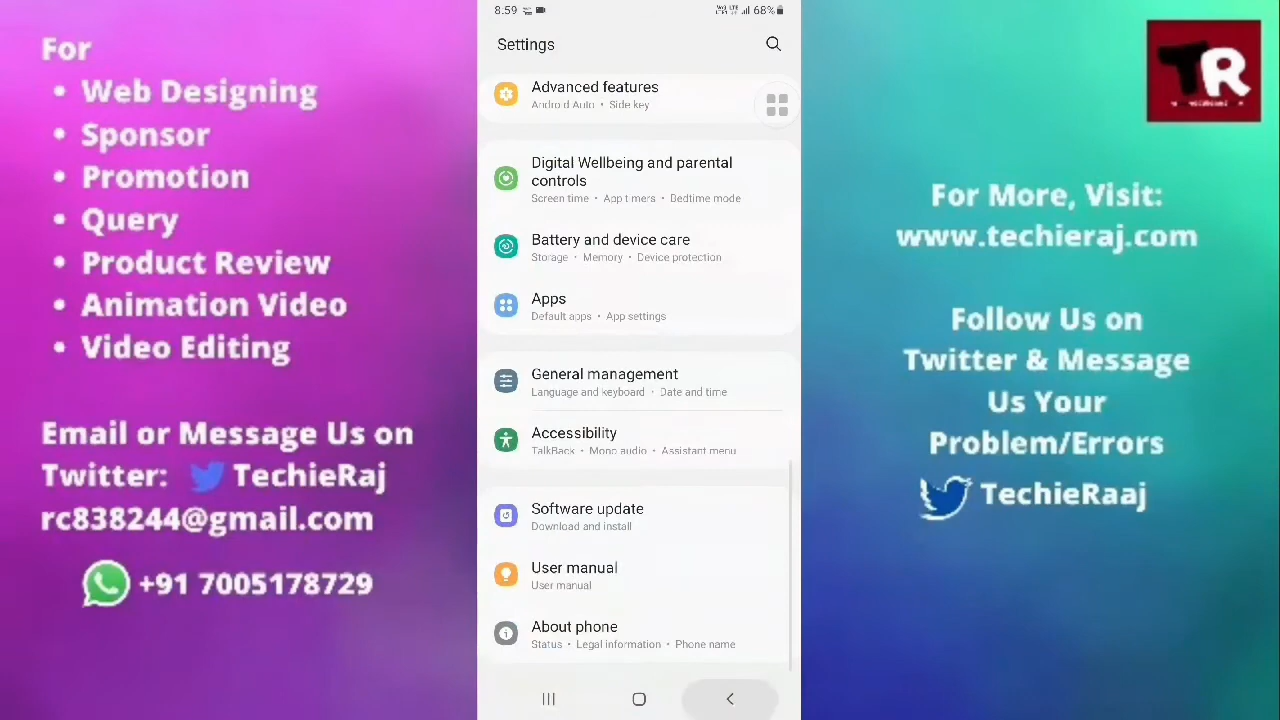 For
• Web Designing
• Sponsor
• Promotion
• Query
• Product Review
• Animation Video
• Video Editing
Email or Message Us on
Twitter: TechieRaj
rc838244@gmail.com
+91 7005178729
8:59
68%
Settings
Advanced features
Android Auto • Side key
Digital Wellbeing and parental
controls
Screen time • App t mers • Bedtime mode
Battery and device care
Storage • Memory • Device protection
Apps
Default apps • App settings
General management
Language and keyboard • Date and time
Accessibility
TalkBack • Mono audio • Assistant menu
Software update
Download and install
User manual
User manual
About phone
Status • Legal information • Phone name
TR
For More, Visit:
www.techieraj.com
Follow Us on
Twitter & Message
Us Your
Problem/Errors
TechieRaaj